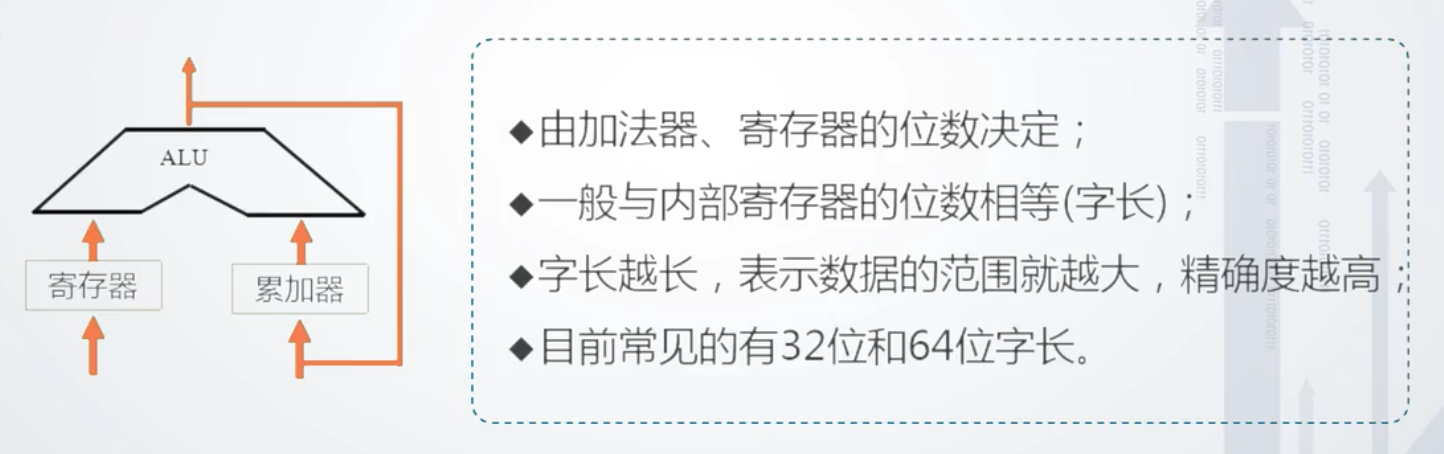 ALU
寄存器
累加器
◆由加法器、寄存器的位数决定；
◆一般与内部寄存器的位数相等(字长)；
◆字长越长，表示数据的范围就越大，精确度越高；
◆目前常见的有32位和64位字长。